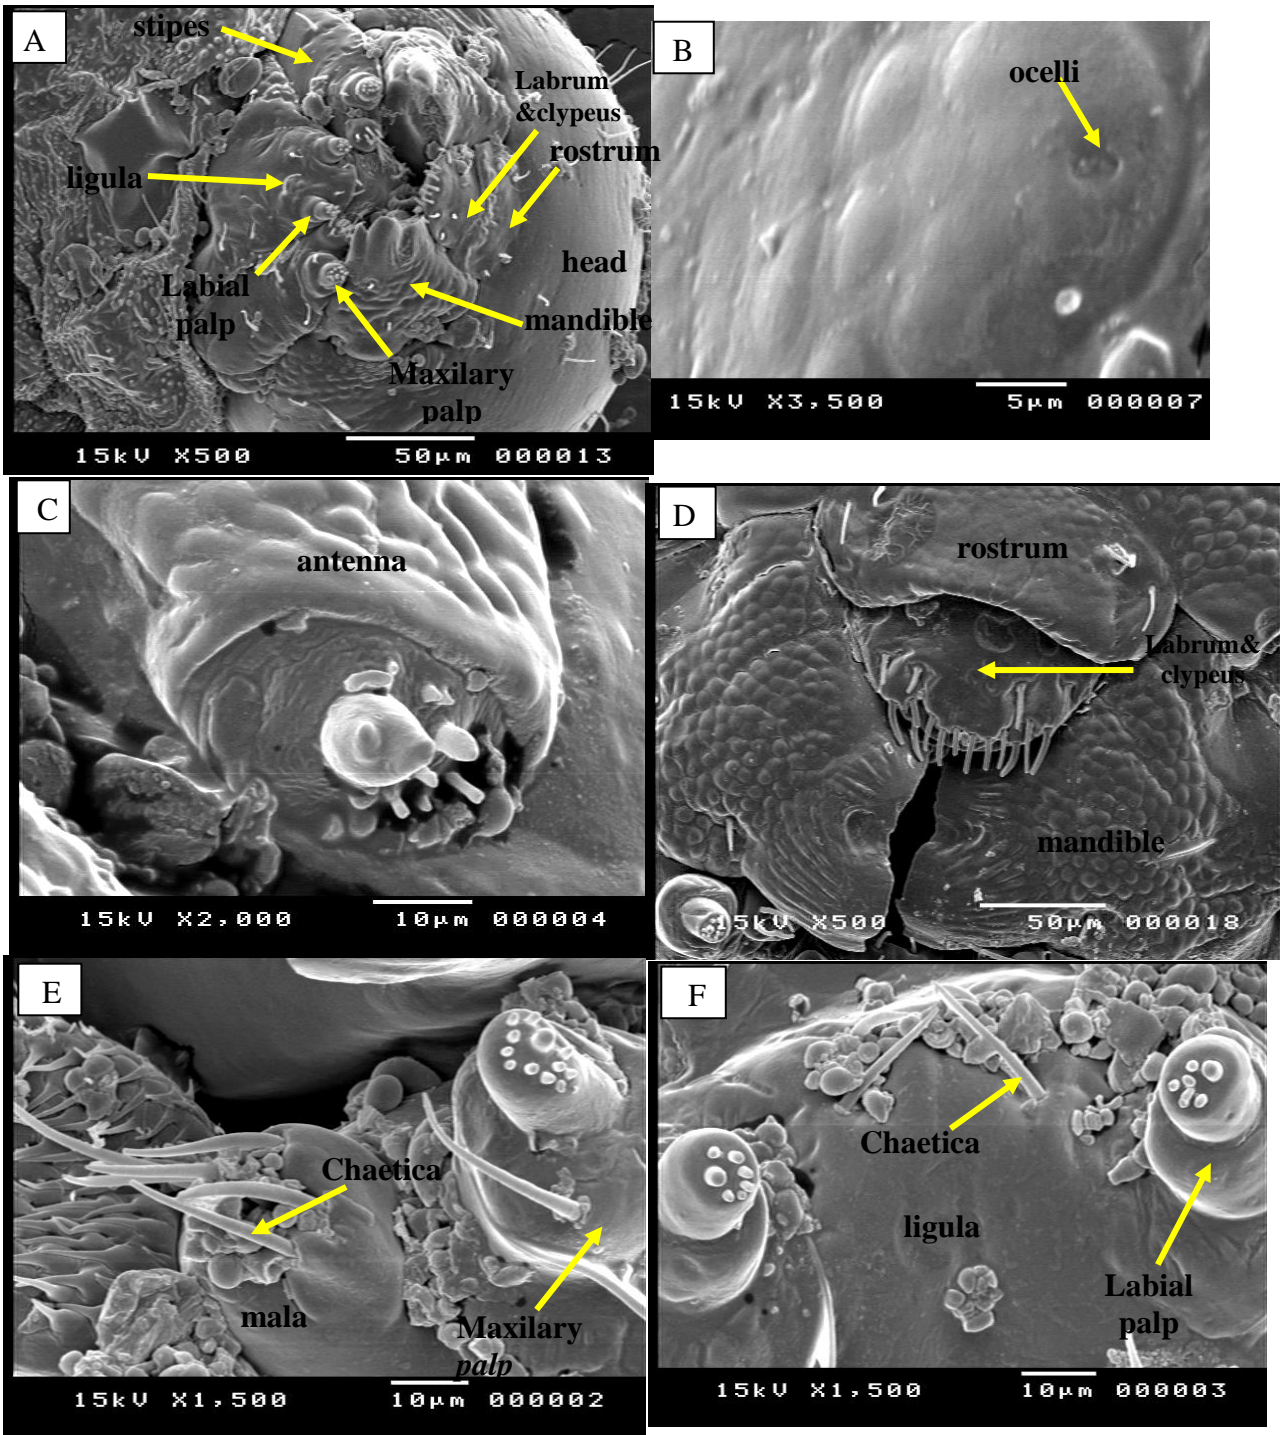 A
stipes
Labrum
&clypeus
rostrum
ligula
head
Labial
palp
mandible
Maxilary
palp
15kV X500 50µm 000013
B
ocelli
15kV X3,500 5µm 000007
C
antenna
15kV X2,000 10µm 000004
D
rostrum
Labrum&
clypeus
mandible
15kV X500 50µm 000018
E
Chaetica
mala
Maxilary
palp
15kV X1,500 10µm 000002
F
Chaetica
ligula
Labial
palp
15kV X1,500 10µm 000003